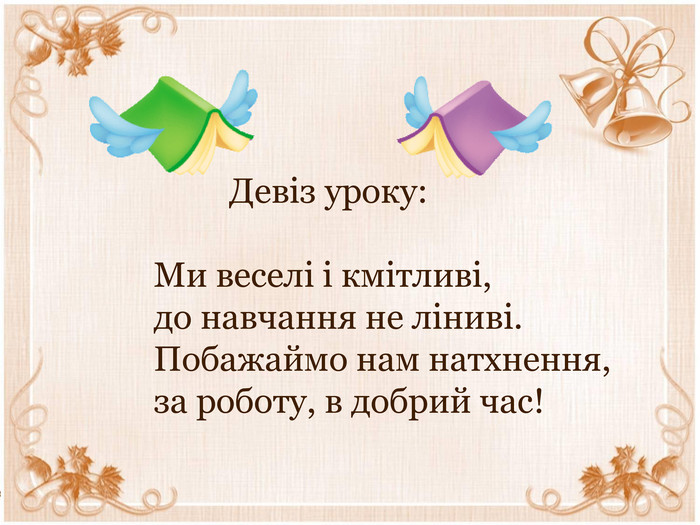 Девіз уроку:
Ми веселі і кмітливі,
до навчання не ліниві.
Побажаймо нам натхнення,
за роботу, в добрий час!